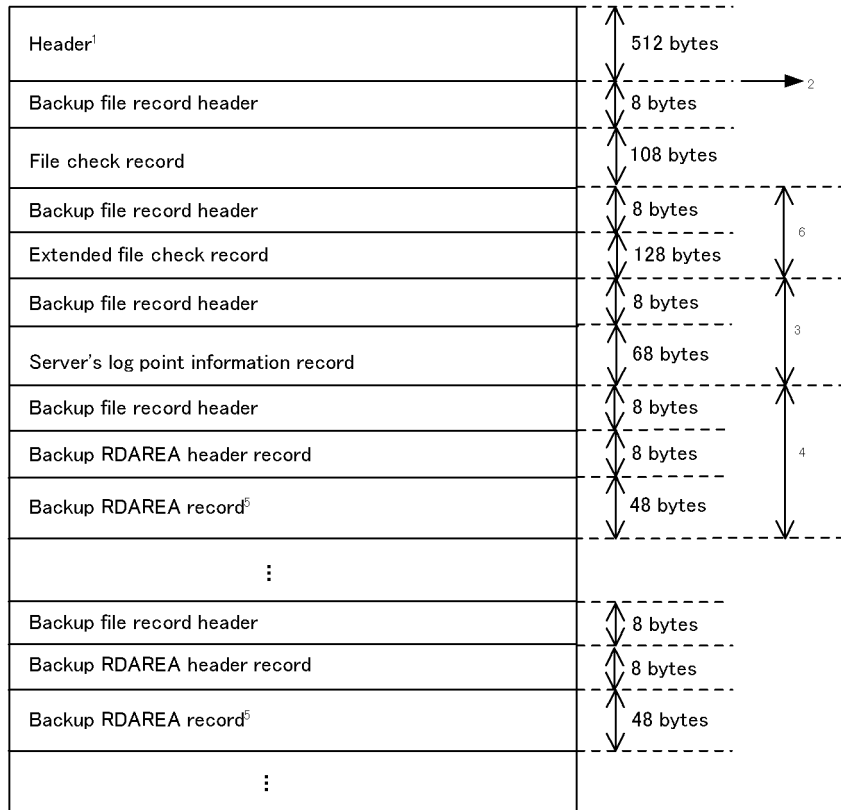 Header1 512 bytes
2
Backup file record header 8 bytes
File check record 108 bytes
Backup file record header 8 bytes
6
Extended file check record 128 bytes
Backup file record header 8 bytes
3
Server's log point information record 68 bytes
Backup file record header 8 bytes
Backup RDAREA header record 8 bytes
4
Backup RDAREA record5 48 bytes
⋮
Backup file record header 8 bytes
Backup RDAREA header record 8 bytes
Backup RDAREA record5 48 bytes
⋮